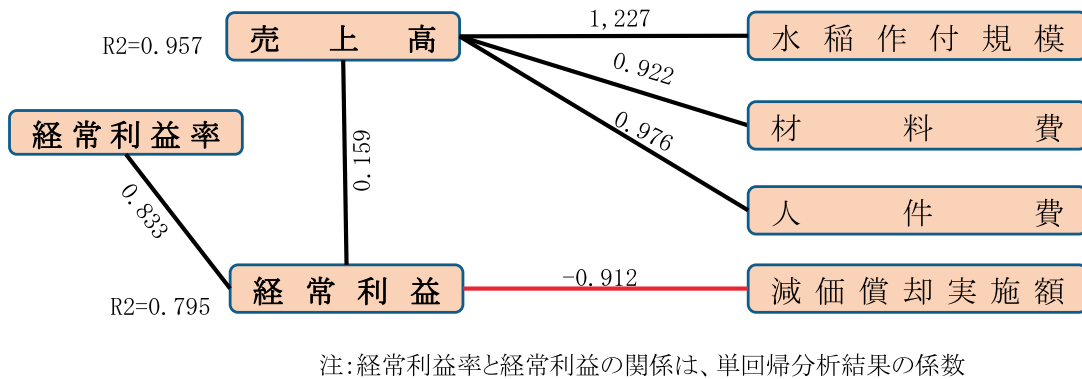 R2=0.957
売上高
1,227
水稲作付規模
0.922
材料費
0.976
人件費
経常利益率
0.159
0.833
R2=0.795
経常利益
-0.912
減価償却実施額
注:経常利益率と経常利益の関係は、単回帰分析結果の係数